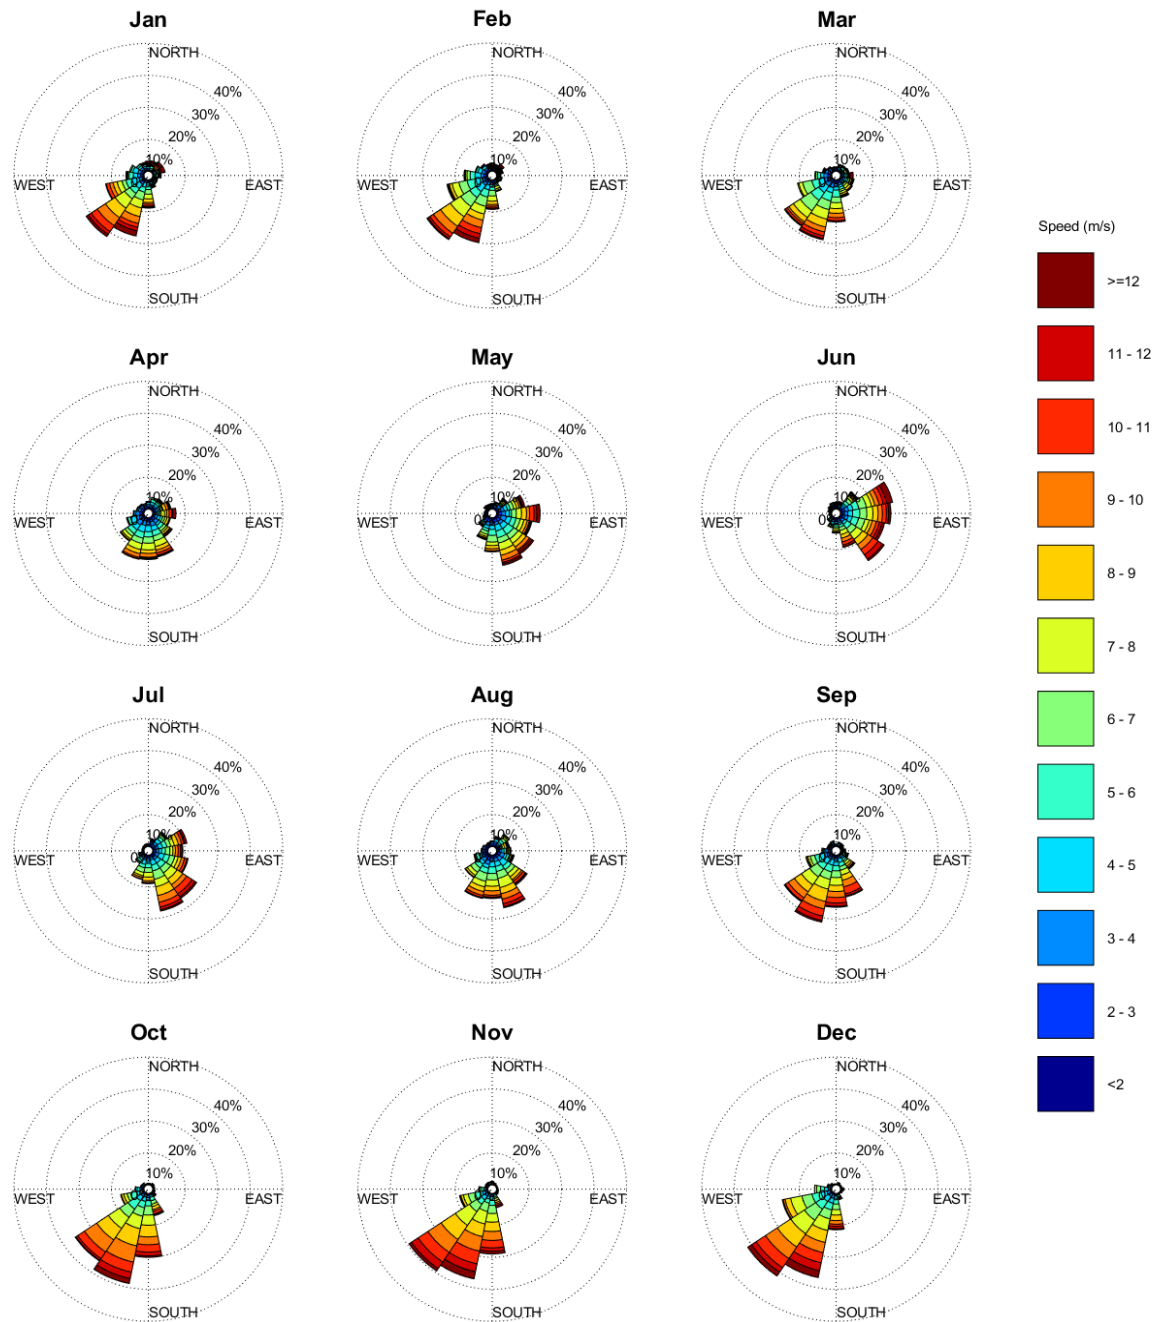 Jan Feb Mar
NORTH NORTH NORTH
40% 40% 40%
30% 30% 30%
20% 20% 20%
10% 10% 10%
WEST EAST WEST EAST WEST EAST
Speed (m/s)
>=12
SOUTH SOUTH SOUTH
11 - 12
Apr May Jun
NORTH NORTH NORTH
40% 40% 40%
10 - 11
30% 30% 30%
20% 20% 20%
10% 10% 10%
9 - 10
WEST EAST WEST 0% EAST WEST 0% EAST
8 - 9
SOUTH SOUTH SOUTH
7 - 8
Jul Aug Sep
6 - 7
NORTH NORTH NORTH
40% 40% 40%
5 - 6
30% 30% 30%
20% 20% 20%
10% 10% 10%
WEST 0% EAST WEST EAST WEST EAST
4 - 5
3 - 4
SOUTH SOUTH SOUTH
2 - 3
Oct Nov Dec
NORTH NORTH NORTH
<2
40% 40% 40%
30% 30% 30%
20% 20% 20%
10% 10% 10%
WEST EAST WEST EAST WEST EAST
SOUTH SOUTH SOUTH